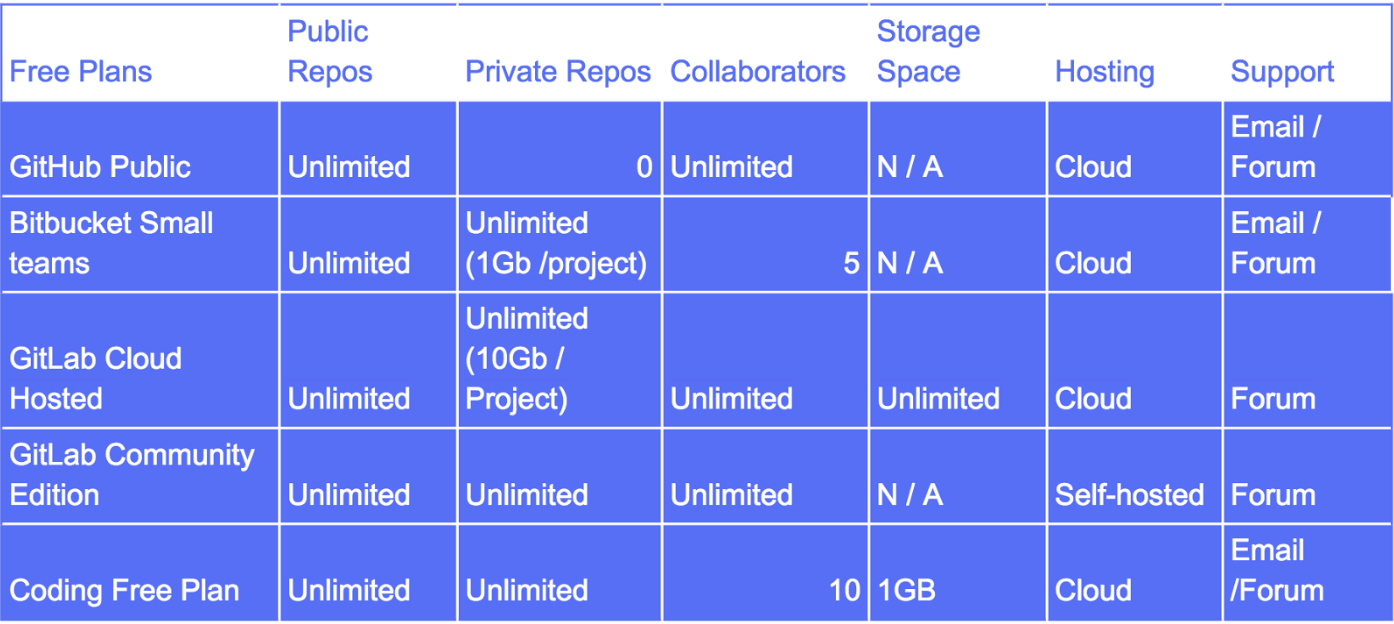 Free Plans
Public
Repos
Private Repos
Collaborators
Storage
Space
Hosting
Support
GitHub Public
Unlimited
0
Unlimited
N / A
Cloud
Email /
Forum
Bitbucket Small
teams
Unlimited
Unlimited
(1Gb /project)
5
N / A
Cloud
Email /
Forum
GitLab Cloud
Hosted
Unlimited
Unlimited
(10Gb /
Project)
Unlimited
Unlimited
Cloud
Forum
GitLab Community
Edition
Unlimited
Unlimited
Unlimited
N / A
Self-hosted
Forum
Coding Free Plan
Unlimited
Unlimited
10
1GB
Cloud
Email
/Forum